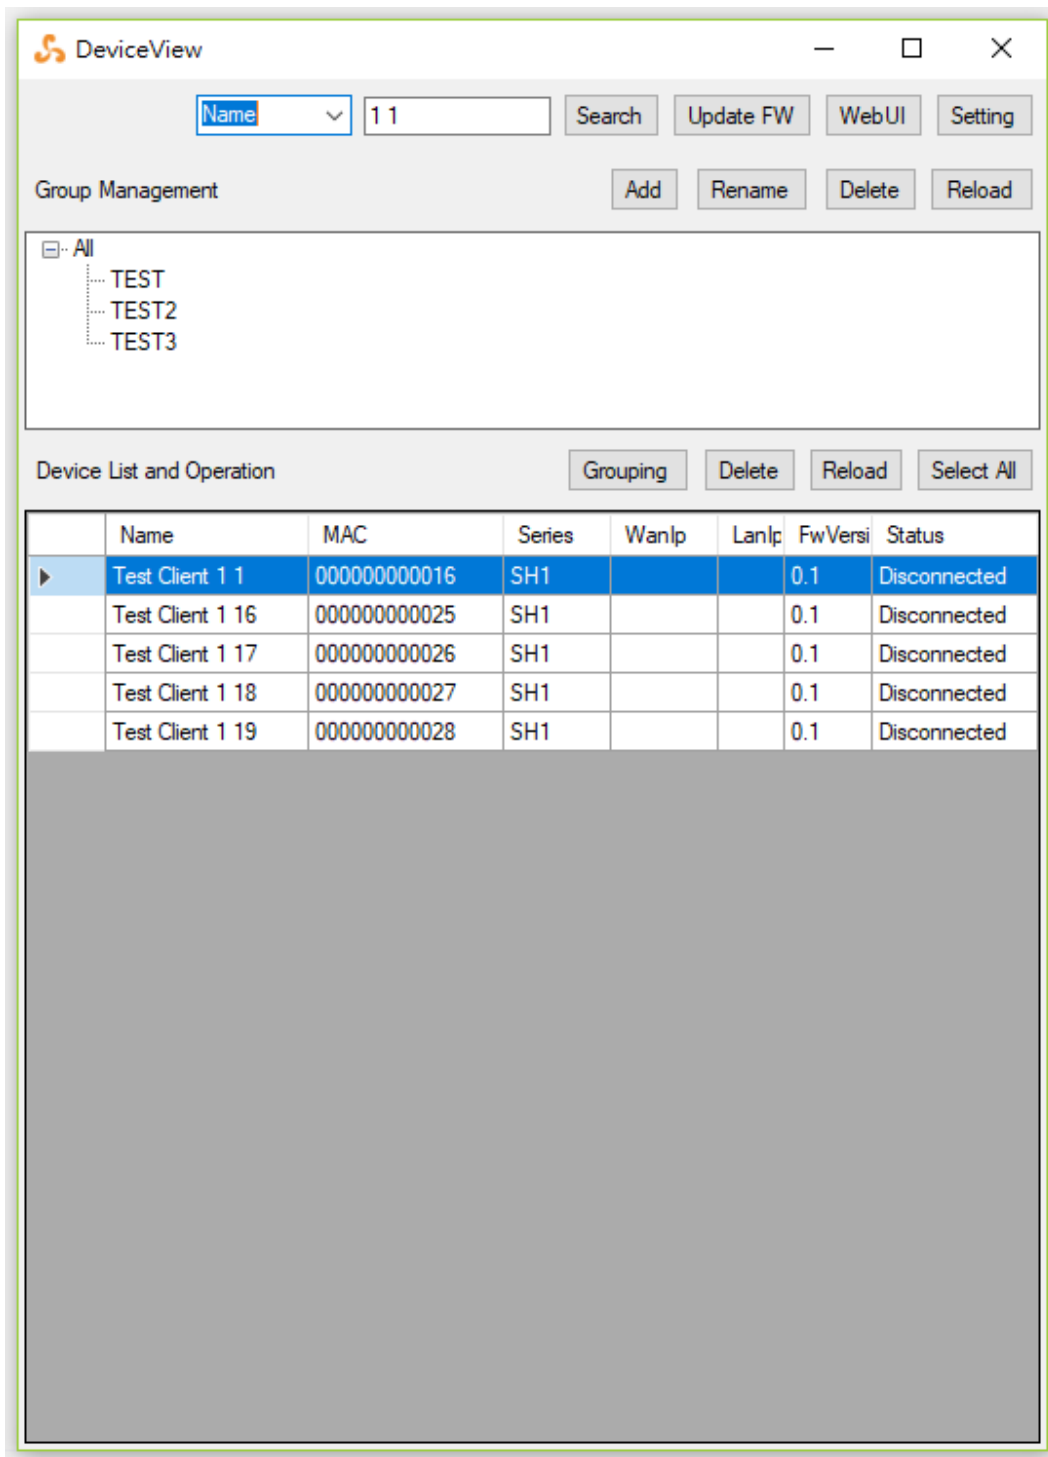 DeviceView
Name 1 1 Search Update FW WebUI Setting
Group Management Add Rename Delete Reload
All
TEST
TEST2
TEST3
Device List and Operation Grouping Delete Reload Select All
Name MAC Series WanIp LanIp FwVersi Status
Test Client 1 1 000000000016 SH1 0.1 Disconnected
Test Client 1 16 000000000025 SH1 0.1 Disconnected
Test Client 1 17 000000000026 SH1 0.1 Disconnected
Test Client 1 18 000000000027 SH1 0.1 Disconnected
Test Client 1 19 000000000028 SH1 0.1 Disconnected